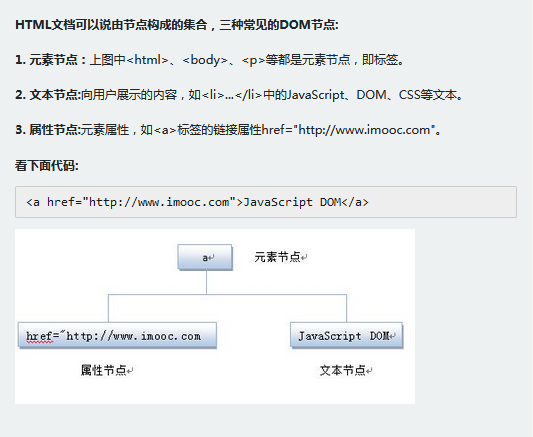 HTML文档可以说由节点构成的集合，三种常见的DOM节点:
1. 元素节点：上图中<html>、<body>、<p>等都是元素节点，即标签。
2. 文本节点:向用户展示的内容，如<li>...</li>中的JavaScript、DOM、CSS等文本。
3. 属性节点:元素属性，如<a>标签的链接属性href="http://www.imooc.com"。
看下面代码:
<a href="http://www.imooc.com">JavaScript DOM</a>
a↵ 元素节点↵
href="http://www.imooc.com JavaScript DOM↵
属性节点↵ 文本节点↵